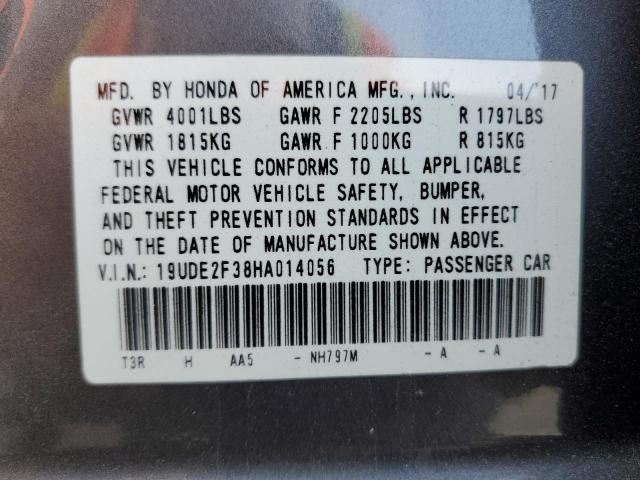 MFD. BY HONDA OF AMERICA MFG., INC. 04/'17
GVWR 4001LBS GAWR F 2205LBS R 1797LBS
GVWR 1815KG GAWR F 1000KG R 815KG
THIS VEHICLE CONFORMS TO ALL APPLICABLE
FEDERAL MOTOR VEHICLE SAFETY, BUMPER,
AND THEFT PREVENTION STANDARDS IN EFFECT
ON THE DATE OF MANUFACTURE SHOWN ABOVE.
V.I.N.: 19UDE2F38HA014056 TYPE: PASSENGER CAR
T3R H AA5 - NH797M - A - A